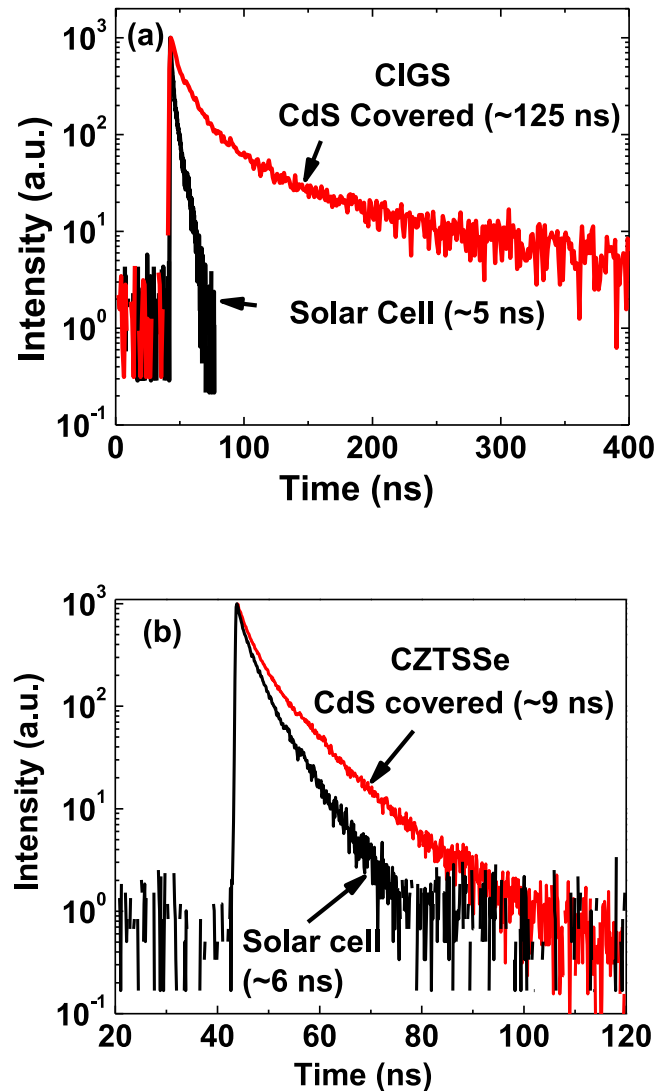 (a)
CIGS
CdS Covered (~125 ns)
Solar Cell (~5 ns)
Intensity (a.u.)
10³
10²
10¹
10⁰
10⁻¹
0 100 200 300 400
Time (ns)
(b)
CZTSSe
CdS covered (~9 ns)
Solar cell
(~6 ns)
Intensity (a.u.)
10³
10²
10¹
10⁰
10⁻¹
20 40 60 80 100 120
Time (ns)